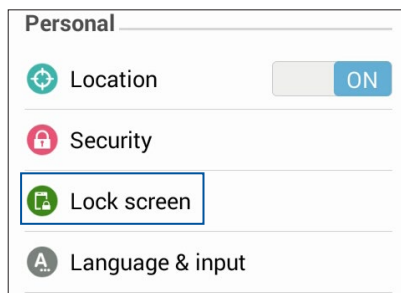 Personal
Location ON
Security
Lock screen
A...
Language & input